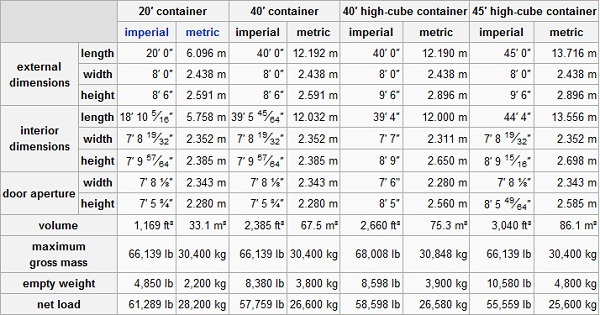 20′ container 40′ container 40′ high-cube container 45′ high-cube container
imperial metric imperial metric imperial metric imperial metric
external dimensions length 20′ 0″ 6.096 m 40′ 0″ 12.192 m 40′ 0″ 12.190 m 45′ 0″ 13.716 m
width 8′ 0″ 2.438 m 8′ 0″ 2.438 m 8′ 0″ 2.438 m 8′ 0″ 2.438 m
height 8′ 6″ 2.591 m 8′ 6″ 2.591 m 9′ 6″ 2.896 m 9′ 6″ 2.896 m
interior dimensions length 18′ 10 5/16″ 5.758 m 39′ 5 45/64″ 12.032 m 39′ 4″ 12.000 m 44′ 4″ 13.556 m
width 7′ 8 19/32″ 2.352 m 7′ 8 19/32″ 2.352 m 7′ 7″ 2.311 m 7′ 8 19/32″ 2.352 m
height 7′ 9 57/64″ 2.385 m 7′ 9 57/64″ 2.385 m 8′ 9″ 2.650 m 8′ 9 15/16″ 2.698 m
door aperture width 7′ 8 ⅛″ 2.343 m 7′ 8 ⅛″ 2.343 m 7′ 6″ 2.280 m 7′ 8 ⅛″ 2.343 m
height 7′ 5 ¾″ 2.280 m 7′ 5 ¾″ 2.280 m 8′ 5″ 2.560 m 8′ 5 49/64″ 2.585 m
volume 1,169 ft³ 33.1 m³ 2,385 ft³ 67.5 m³ 2,660 ft³ 75.3 m³ 3,040 ft³ 86.1 m³
maximum gross mass 66,139 lb 30,400 kg 66,139 lb 30,400 kg 68,008 lb 30,848 kg 66,139 lb 30,400 kg
empty weight 4,850 lb 2,200 kg 8,380 lb 3,800 kg 8,598 lb 3,900 kg 10,580 lb 4,800 kg
net load 61,289 lb 28,200 kg 57,759 lb 26,600 kg 58,598 lb 26,580 kg 55,559 lb 25,600 kg